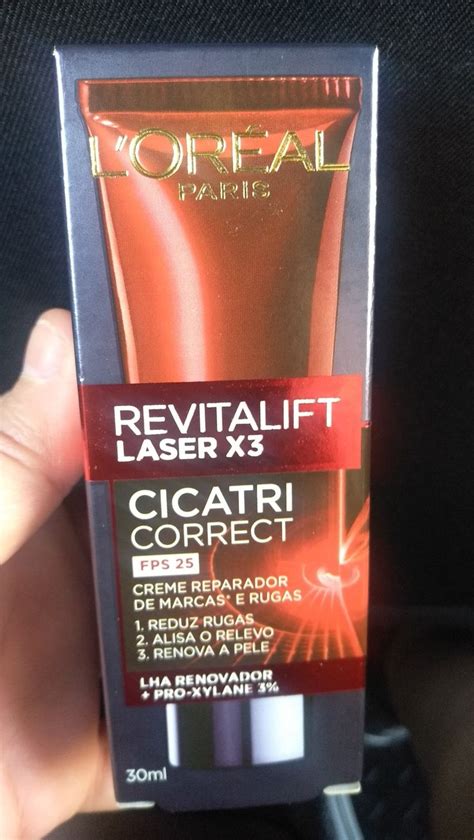 L'ORÉAL
PARIS
REVITALIFT
LASER X3
CICATRI
CORRECT
FPS 25
CREME REPARADOR
DE MARCAS* E RUGAS
1. REDUZ RUGAS
2. ALISA O RELEVO
3. RENOVA A PELE
LHA RENOVADOR
+ PRO-XYLANE 3%
30ml